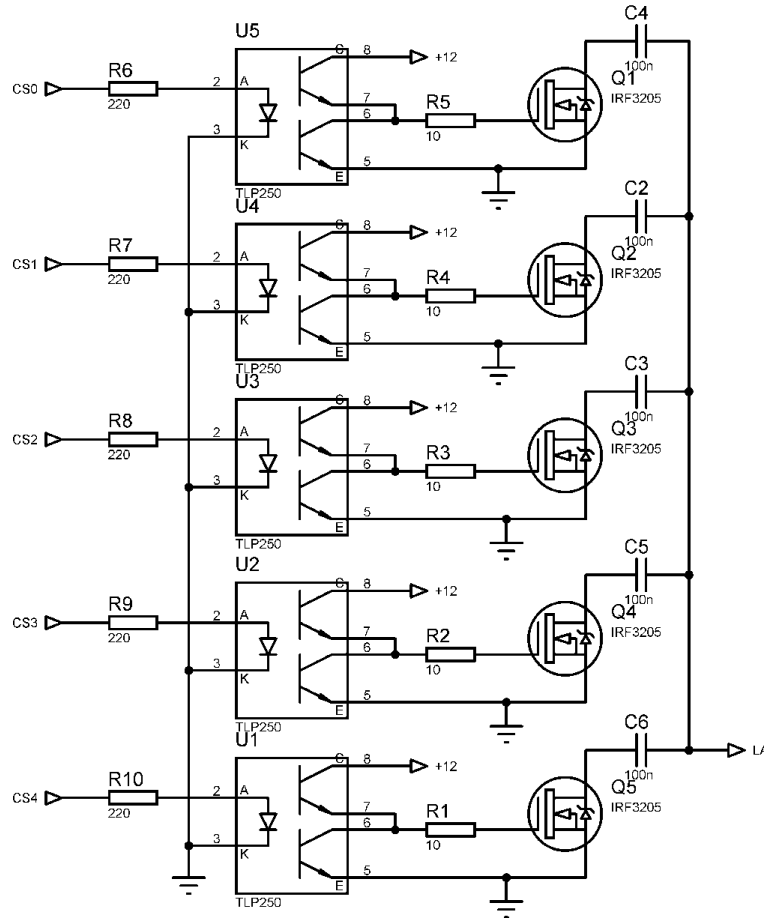 C4
U5
C 8
+12
100n
R6
2 A
Q1
CS0
7
R5
IRF3205
220
6
3
10
K
5
E
TLP250
U4
C2
C 8
+12
100n
R7
2 A
Q2
CS1
7
R4
IRF3205
220
6
3
10
K
5
E
TLP250
U3
C3
C 8
+12
100n
R8
2 A
Q3
CS2
7
R3
IRF3205
220
6
3
10
K
5
E
TLP250
U2
C5
C 8
+12
100n
R9
2 A
Q4
CS3
7
R2
IRF3205
220
6
3
10
K
5
E
TLP250
U1
C6
C 8
+12
LA
100n
R10
2 A
Q5
CS4
7
R1
IRF3205
220
6
3
10
K
5
E
TLP250